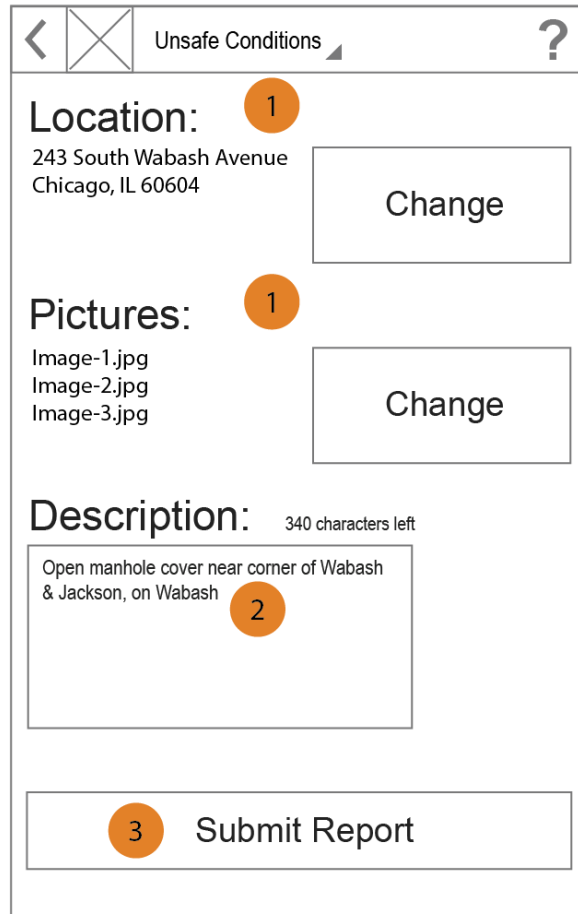 Unsafe Conditions
?
Location:
1
243 South Wabash Avenue
Chicago, IL 60604
Change
Pictures:
1
Image-1.jpg
Image-2.jpg
Image-3.jpg
Change
Description:
340 characters left
Open manhole cover near corner of Wabash
& Jackson, on Wabash
2
3
Submit Report